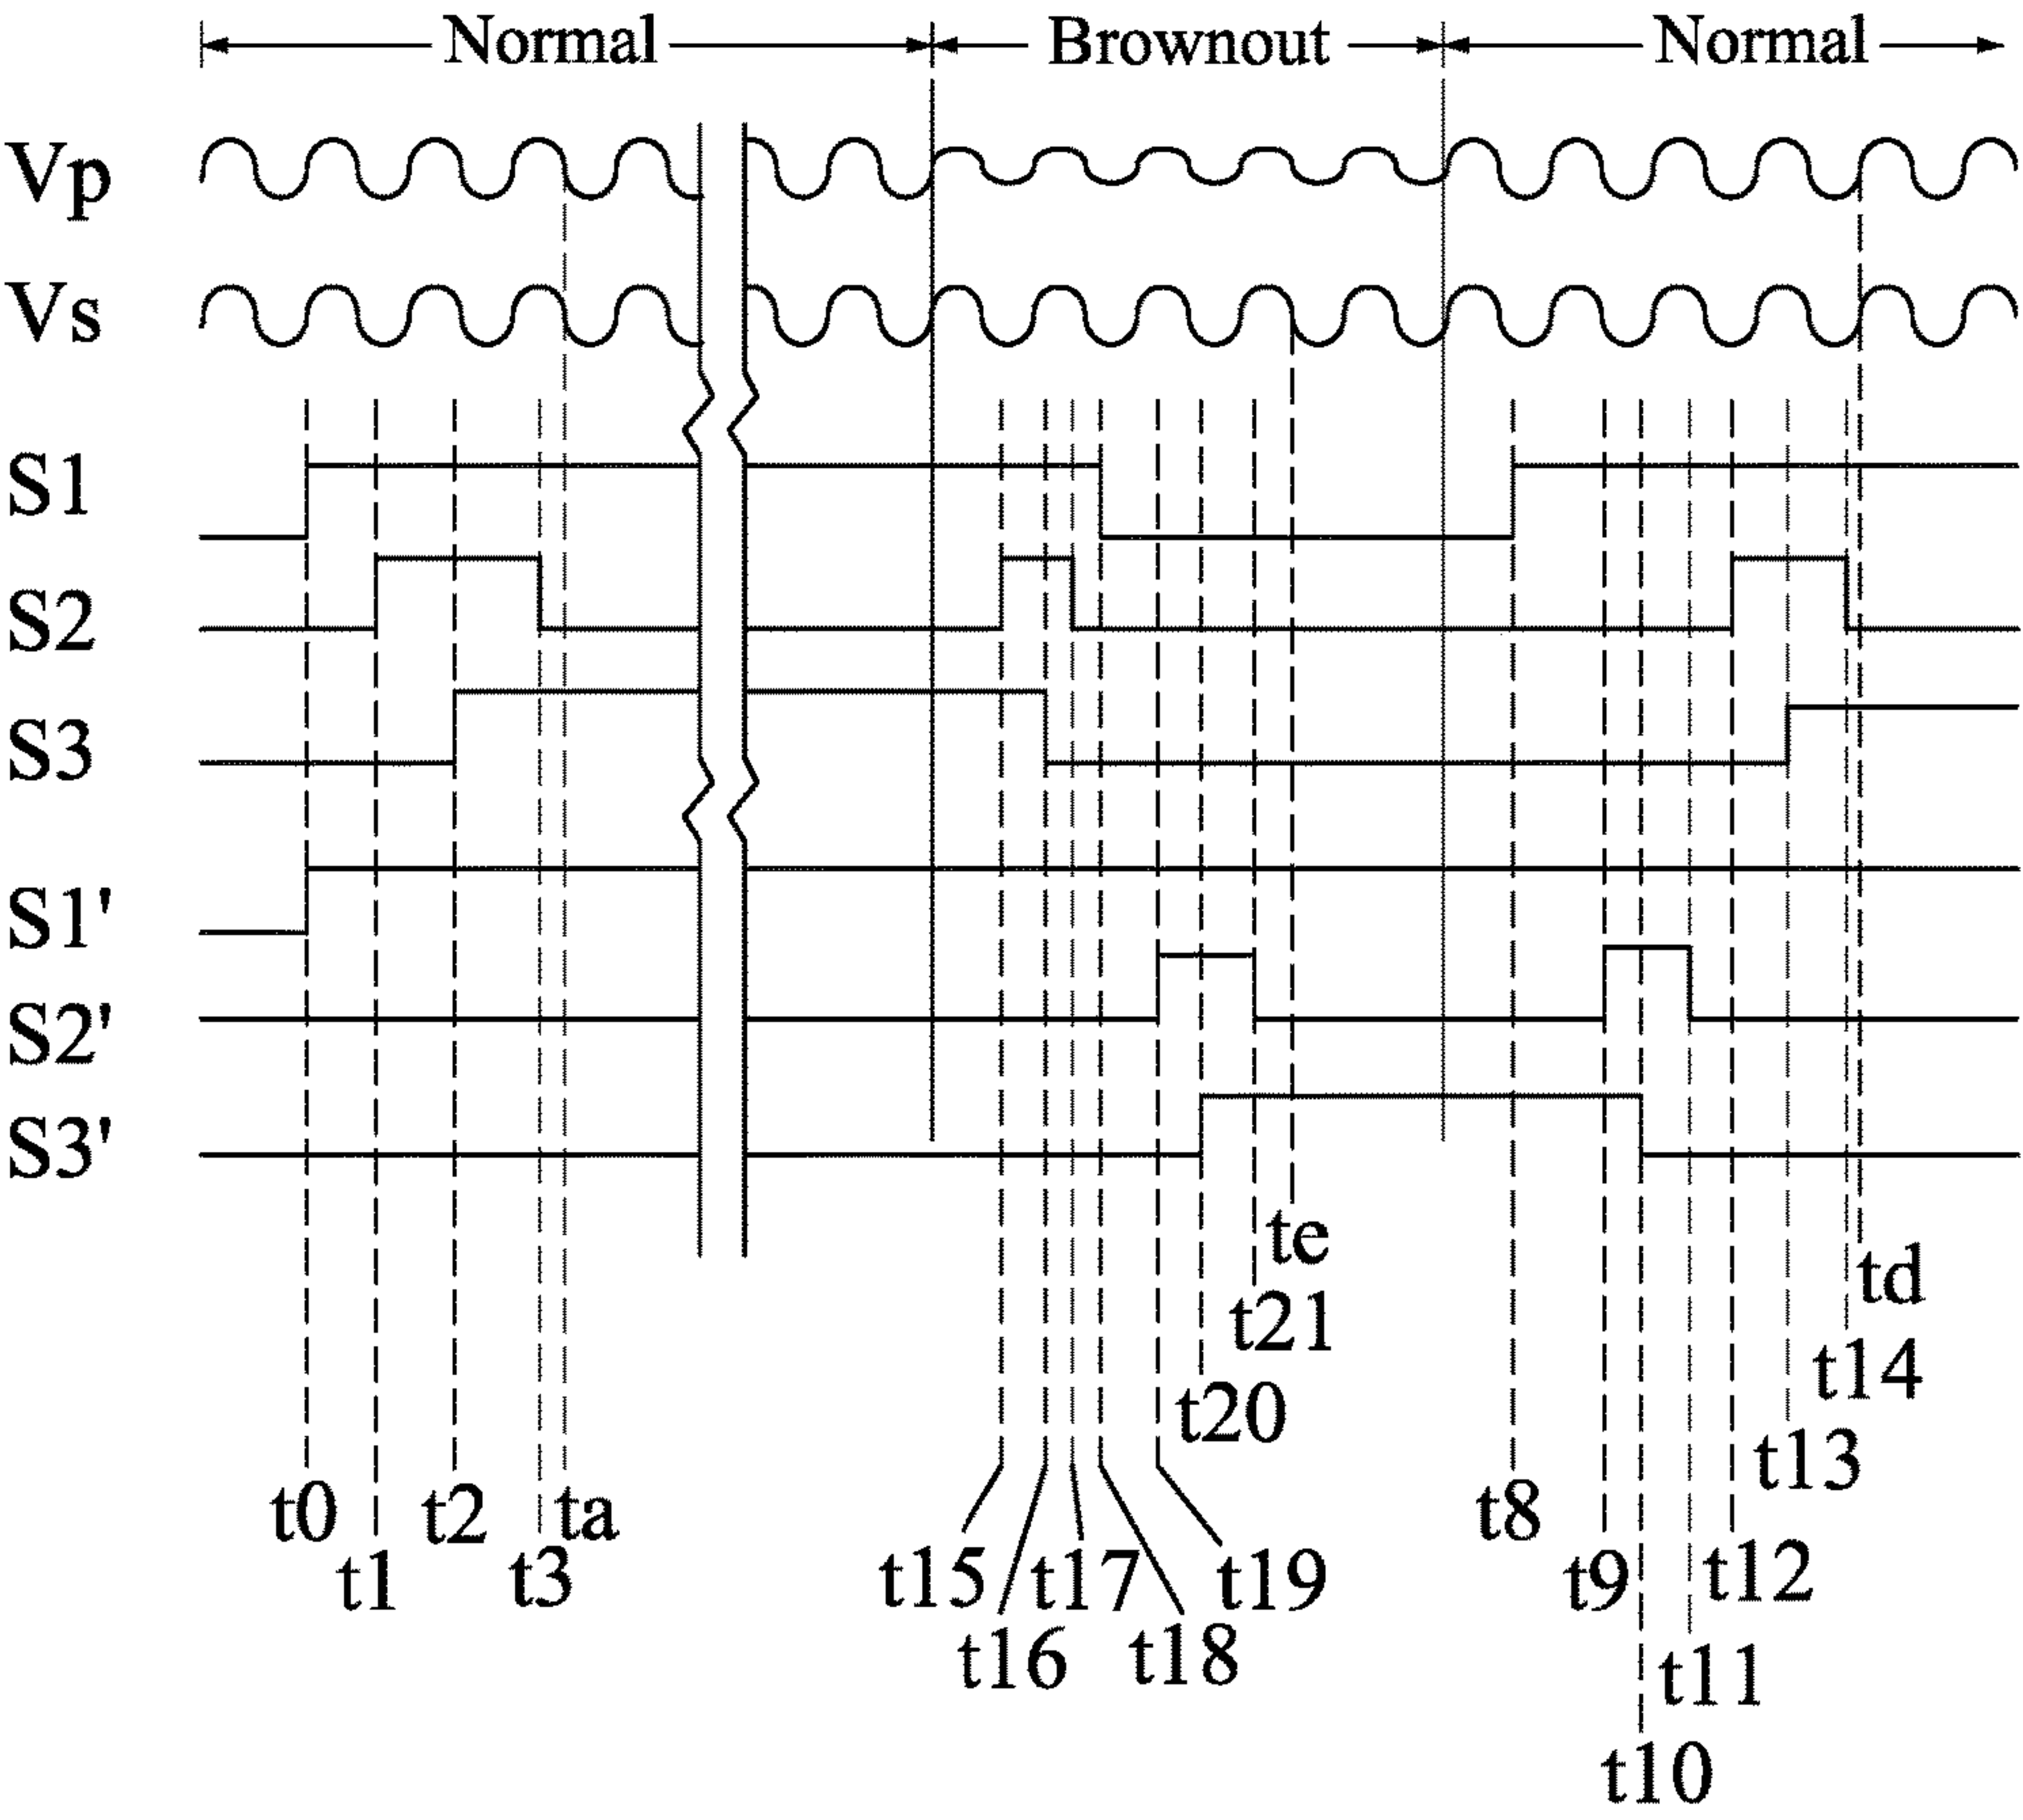 Normal Brownout Normal
Vp
Vs
S1
S2
S3
S1'
S2'
S3'
te
td
t21
t14
t20
t13
t0 t2 ta t8
t1 t3 t15 t17 t19 t9 t12
t16 t18 t11
t10